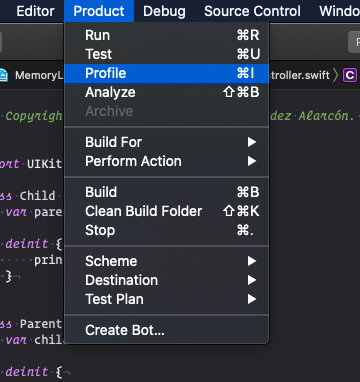 Editor Product Debug Source Control Window
Run ⌘R
Test ⌘U
Profile ⌘I
Analyze ⇧⌘B
Archive
Build For ▶
Perform Action ▶
Build ⌘B
Clean Build Folder ⇧⌘K
Stop ⌘.
Scheme ▶
Destination ▶
Test Plan ▶
Create Bot...
MemoryL
ntroller.swift C
Copyrigh
dez Alarcón.
ort UIKit
ss Child
var pare
deinit {
prin
}
ss Parent
var chil
deinit {